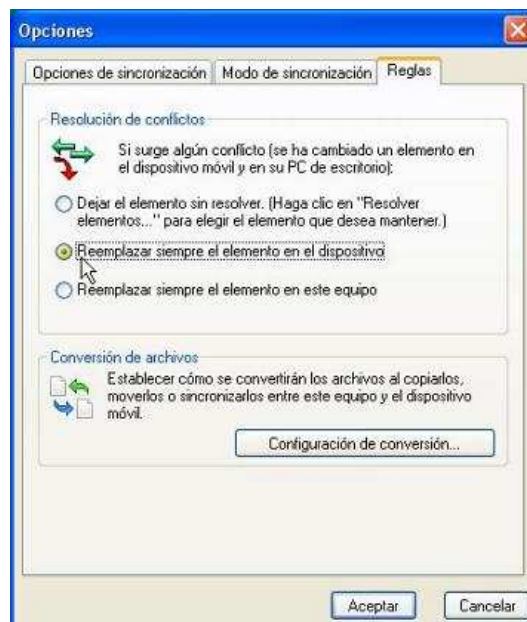 Opciones
Opciones de sincronización Modo de sincronización Reglas
Resolución de conflictos
Si surge algún conflicto (se ha cambiado un elemento en
el dispositivo móvil y en su PC de escritorio):
Dejar el elemento sin resolver. (Haga clic en "Resolver
elementos..." para elegir el elemento que desea mantener.)
Reemplazar siempre el elemento en el dispositivo
Reemplazar siempre el elemento en este equipo
Conversión de archivos
Establecer cómo se convertirán los archivos al copiarlos,
moverlos o sincronizarlos entre este equipo y el dispositivo
móvil.
Configuración de conversión...
Aceptar Cancelar